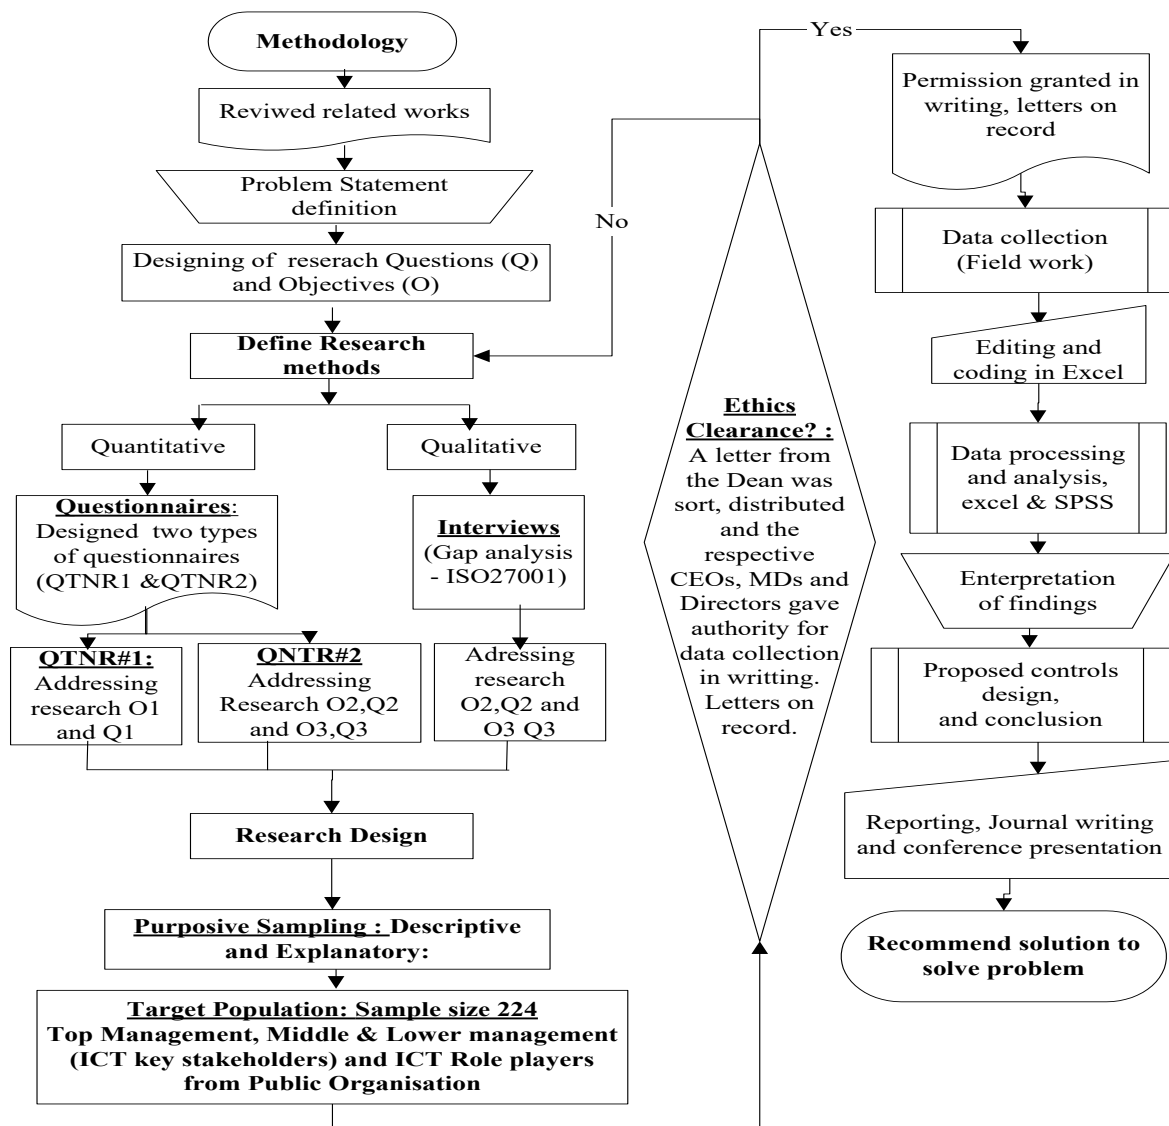 Methodology
Reviwed related works
Problem Statement
definition
Designing of reserach Questions (Q)
and Objectives (O)
Define Research
methods
Quantitative
Qualitative
Questionnaires:
Designed two types
of questionnaires
(QTNR1 &QTNR2)
Interviews
(Gap analysis
- ISO27001)
QTNR#1:
Addressing
research O1
and Q1
QNTR#2
Addressing
Research O2,Q2
and O3,Q3
Adressing
research
O2,Q2 and
O3 Q3
Research Design
Purposive Sampling : Descriptive
and Explanatory:
Target Population: Sample size 224
Top Management, Middle & Lower management
(ICT key stakeholders) and ICT Role players
from Public Organisation
No
Yes
Ethics
Clearance? :
A letter from
the Dean was
sort, distributed
and the
respective
CEOs, MDs and
Directors gave
authority for
data collection
in writting.
Letters on
record.
Permission granted in
writing, letters on
record
Data collection
(Field work)
Editing and
coding in Excel
Data processing
and analysis,
excel & SPSS
Enterpretation
of findings
Proposed controls
design,
and conclusion
Reporting, Journal writing
and conference presentation
Recommend solution to
solve problem